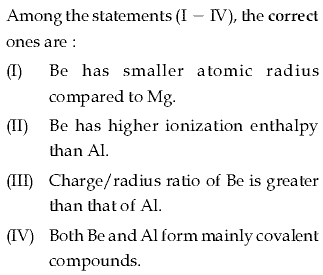 Among the statements (I – IV), the correct
ones are :
(I) Be has smaller atomic radius
compared to Mg.
(II) Be has higher ionization enthalpy
than Al.
(III) Charge/radius ratio of Be is greater
than that of Al.
(IV) Both Be and Al form mainly covalent
compounds.